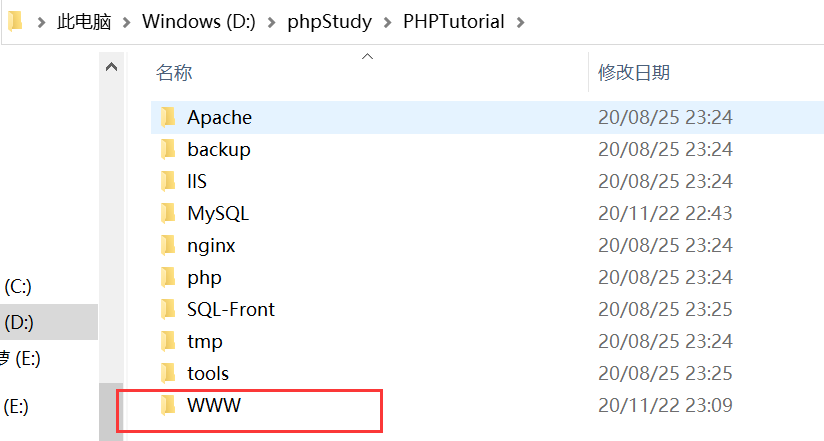 此电脑 > Windows (D:) > phpStudy > PHPTutorial >
名称 修改日期
Apache 20/08/25 23:24
backup 20/08/25 23:24
IIS 20/08/25 23:24
MySQL 20/11/22 22:43
nginx 20/08/25 23:24
(C:) php 20/08/25 23:24
(D:) SQL-Front 20/08/25 23:25
tmp 20/08/25 23:24
萝 (E:) tools 20/08/25 23:25
(E:) WWW 20/11/22 23:09